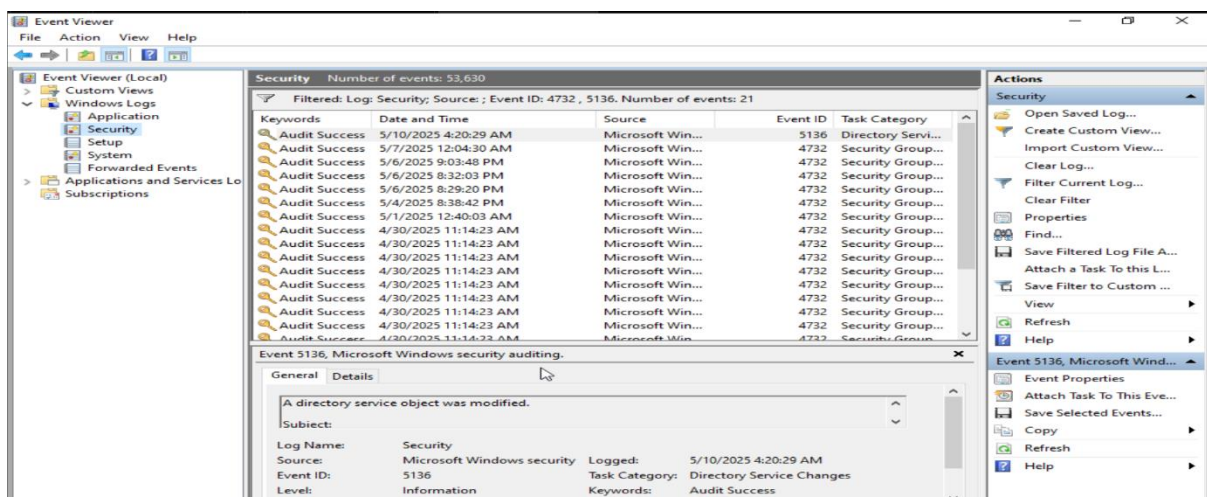 Event Viewer
File Action View Help
Event Viewer (Local)
Custom Views
Windows Logs
Application
Security
Setup
System
Forwarded Events
Applications and Services Lo
Subscriptions
Security Number of events: 53,630
Filtered: Log: Security; Source: ; Event ID: 4732 , 5136. Number of events: 21
Keywords Date and Time Source Event ID Task Category
Audit Success 5/10/2025 4:20:29 AM Microsoft Win... 5136 Directory Servi...
Audit Success 5/7/2025 12:04:30 AM Microsoft Win... 4732 Security Group...
Audit Success 5/6/2025 9:03:48 PM Microsoft Win... 4732 Security Group...
Audit Success 5/6/2025 8:32:03 PM Microsoft Win... 4732 Security Group...
Audit Success 5/6/2025 8:29:20 PM Microsoft Win... 4732 Security Group...
Audit Success 5/4/2025 8:38:42 PM Microsoft Win... 4732 Security Group...
Audit Success 5/1/2025 12:40:03 AM Microsoft Win... 4732 Security Group...
Audit Success 4/30/2025 11:14:23 AM Microsoft Win... 4732 Security Group...
Audit Success 4/30/2025 11:14:23 AM Microsoft Win... 4732 Security Group...
Audit Success 4/30/2025 11:14:23 AM Microsoft Win... 4732 Security Group...
Audit Success 4/30/2025 11:14:23 AM Microsoft Win... 4732 Security Group...
Audit Success 4/30/2025 11:14:23 AM Microsoft Win... 4732 Security Group...
Audit Success 4/30/2025 11:14:23 AM Microsoft Win... 4732 Security Group...
Audit Success 4/30/2025 11:14:23 AM Microsoft Win... 4732 Security Group...
Audit Success 4/30/2025 11:14:23 AM Microsoft Win... 4732 Security Group...
Audit Success 4/30/2025 11:14:23 AM Microsoft Win 4732 Security Group
Event 5136, Microsoft Windows security auditing.
General Details
A directory service object was modified.
Subject:
Log Name: Security
Source: Microsoft Windows security Logged: 5/10/2025 4:20:29 AM
Event ID: 5136 Task Category: Directory Service Changes
Level: Information Keywords: Audit Success
Actions
Security
Open Saved Log...
Create Custom View...
Import Custom View...
Clear Log...
Filter Current Log...
Clear Filter
Properties
Find...
Save Filtered Log File A...
Attach a Task To this L...
Save Filter to Custom ...
View
Refresh
Help
Event 5136, Microsoft Wind...
Event Properties
Attach Task To This Eve...
Save Selected Events...
Copy
Refresh
Help